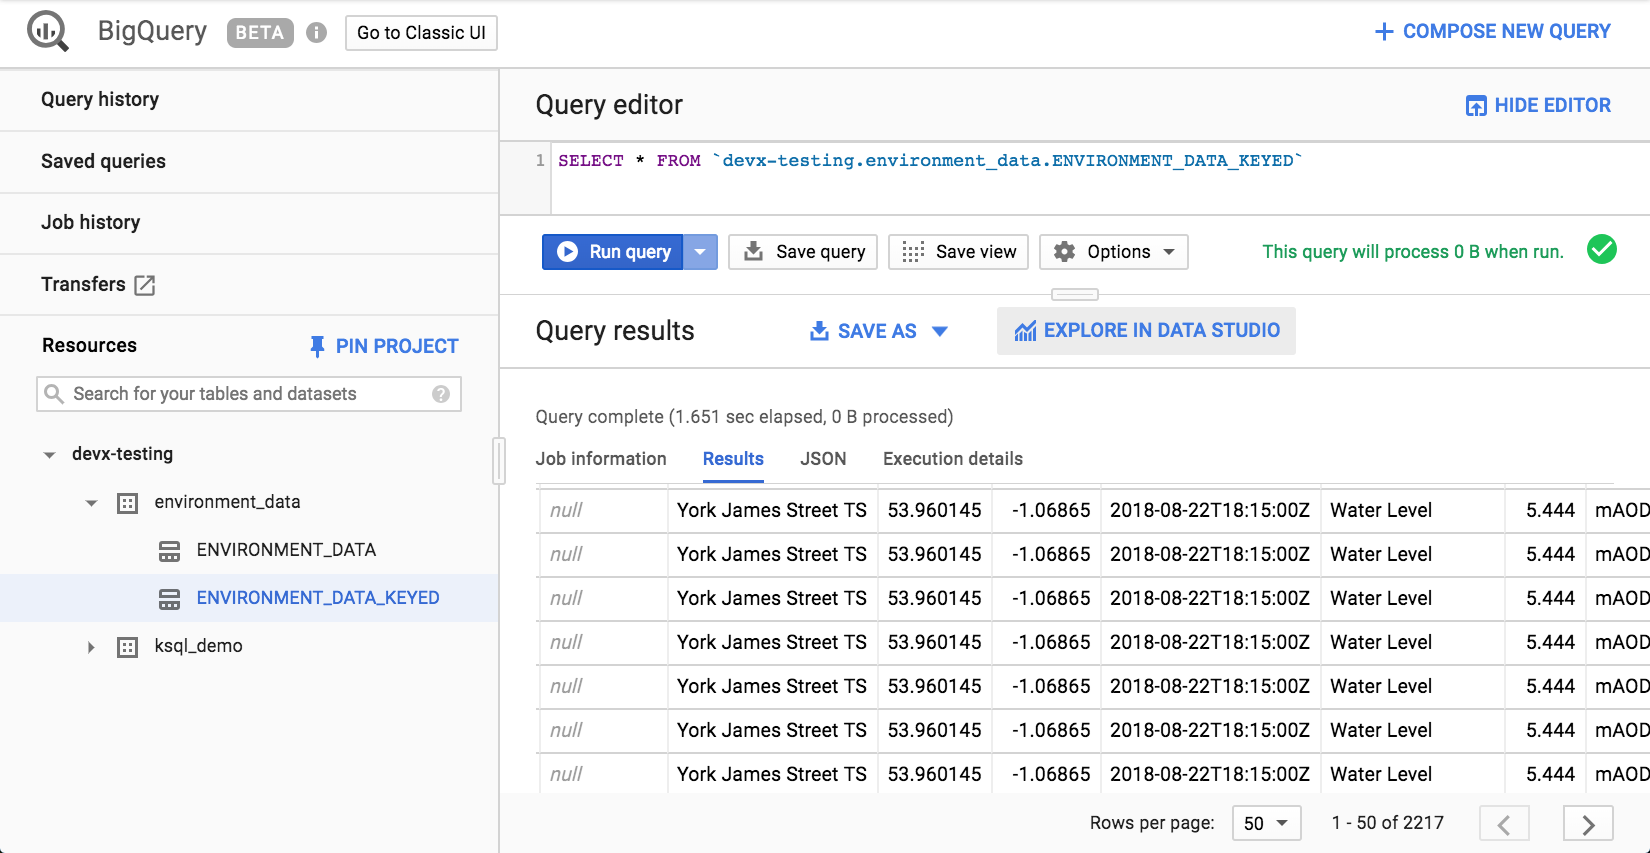 BigQuery BETA Go to Classic UI
COMPOSE NEW QUERY
Query history
Saved queries
Job history
Transfers
Resources PIN PROJECT
Search for your tables and datasets
devx-testing
environment_data
ENVIRONMENT_DATA
ENVIRONMENT_DATA_KEYED
ksql_demo
Query editor HIDE EDITOR
1 SELECT * FROM `devx-testing.environment_data.ENVIRONMENT_DATA_KEYED`
Run query Save query Save view Options This query will process 0 B when run.
Query results SAVE AS EXPLORE IN DATA STUDIO
Query complete (1.651 sec elapsed, 0 B processed)
Job information Results JSON Execution details
null York James Street TS 53.960145 -1.06865 2018-08-22T18:15:00Z Water Level 5.444 mAOD
null York James Street TS 53.960145 -1.06865 2018-08-22T18:15:00Z Water Level 5.444 mAOD
null York James Street TS 53.960145 -1.06865 2018-08-22T18:15:00Z Water Level 5.444 mAOD
null York James Street TS 53.960145 -1.06865 2018-08-22T18:15:00Z Water Level 5.444 mAOD
null York James Street TS 53.960145 -1.06865 2018-08-22T18:15:00Z Water Level 5.444 mAOD
null York James Street TS 53.960145 -1.06865 2018-08-22T18:15:00Z Water Level 5.444 mAOD
null York James Street TS 53.960145 -1.06865 2018-08-22T18:15:00Z Water Level 5.444 mAOD
Rows per page: 50 1 - 50 of 2217